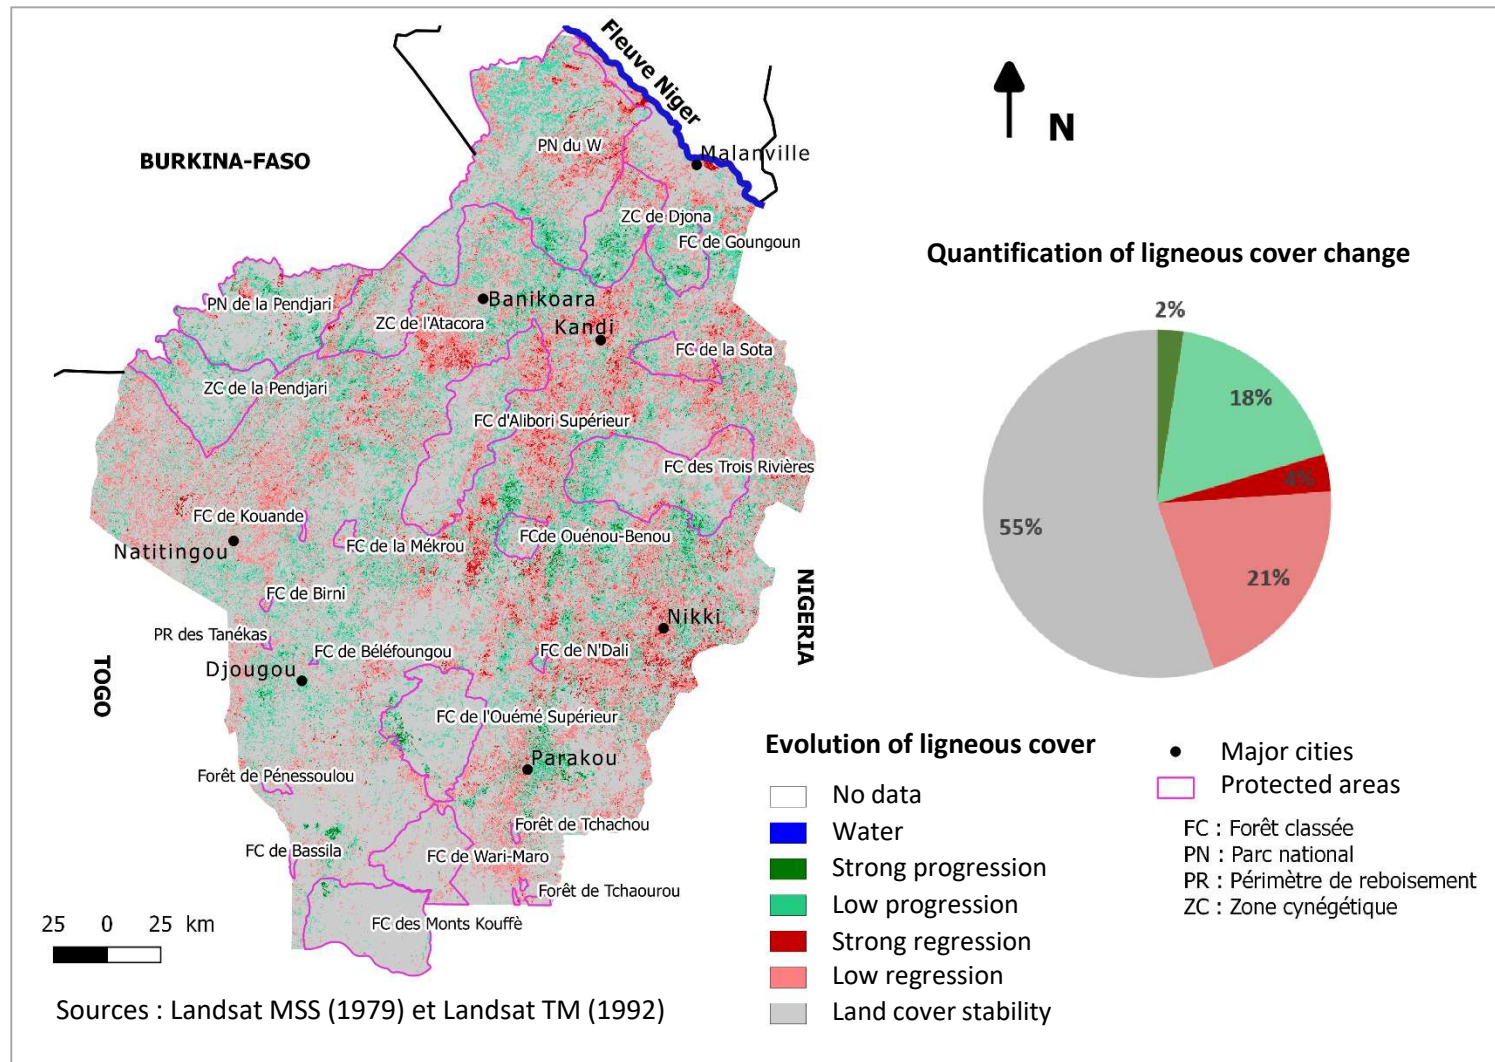 Fleuve Niger
N
BURKINA-FASO
PN du W
Malanville
ZC de Djona
FC de Goungoun
Quantification of ligneous cover change
PN de la Pendjari
Banikoara
ZC de l'Atacora
Kandi
FC de la Sota
ZC de la Pendjari
FC d'Alibori Supérieur
FC des Trois Rivières
FC de Kouande
Natitingou
FC de la Mékrou
FCde Ouénou-Benou
FC de Birni
NIGERIA
Nikki
PR des Tanékas
FC de Béléfoungou
FC de N'Dali
Djougou
TOGO
FC de l'Ouémé Supérieur
Parakou
Forêt de Pénessoulou
Forêt de Tchachou
FC de Bassila
FC de Wari-Maro
Forêt de Tchaourou
FC des Monts Kouffè
2%
18%
4%
21%
55%
Evolution of ligneous cover
No data
Water
Strong progression
Low progression
Strong regression
Low regression
Land cover stability
Major cities
Protected areas
FC : Forêt classée
PN : Parc national
PR : Périmètre de reboisement
ZC : Zone cynégétique
25 0 25 km
Sources : Landsat MSS (1979) et Landsat TM (1992)